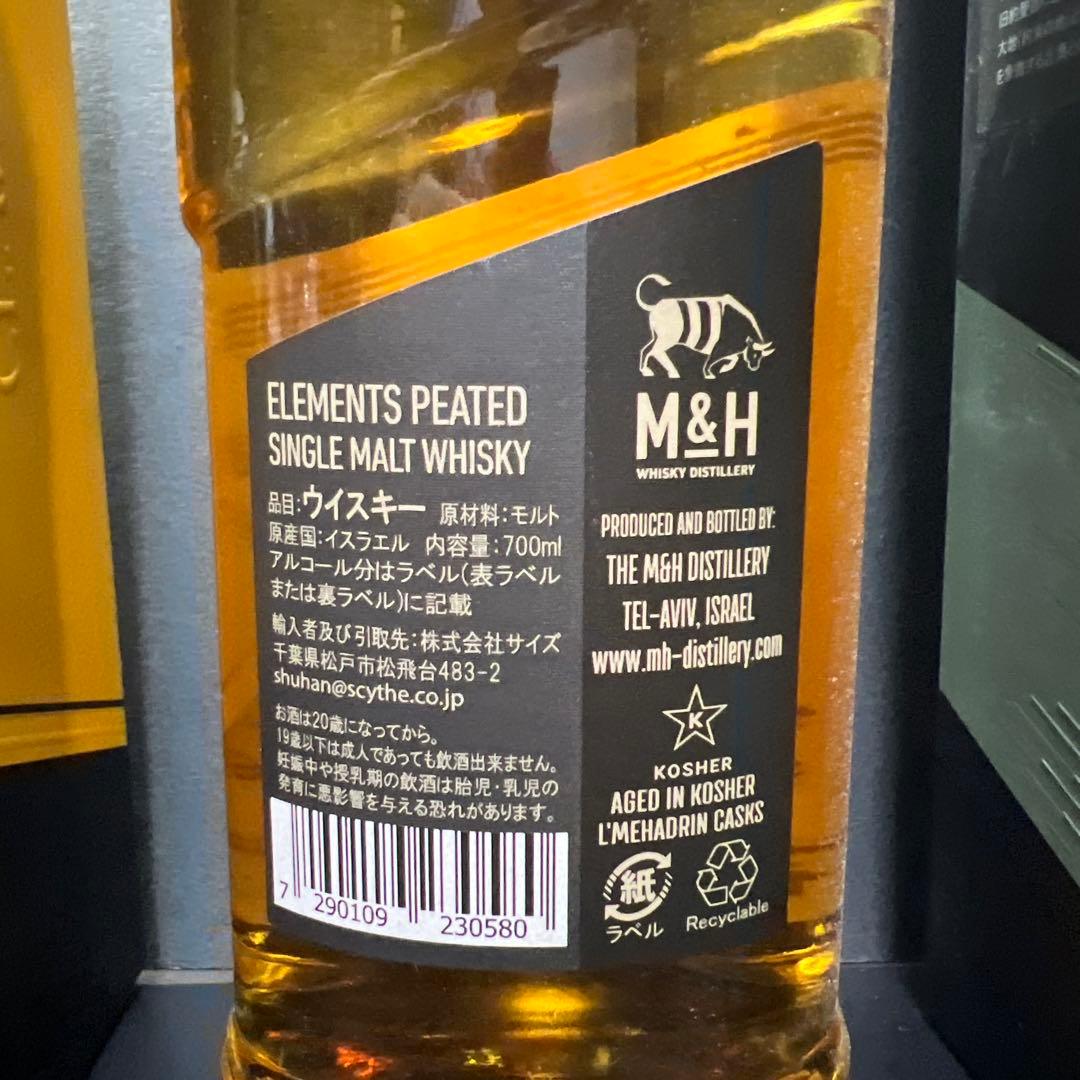 ELEMENTS PEATED
SINGLE MALT WHISKY
品目:ウイスキー 原材料:モルト
原産国:イスラエル 内容量:700ml
アルコール分はラベル(表ラベル
または裏ラベル)に記載
輸入者及び引取先:株式会社サイズ
千葉県松戸市松飛台483-2
shuhan@scythe.co.jp
お酒は20歳になってから。
19歳以下は成人であっても飲酒出来ません。
妊娠中や授乳期の飲酒は胎児・乳児の
発育に悪影響を与える恐れがあります。
7 290109 230580
M&H
WHISKY DISTILLERY
PRODUCED AND BOTTLED BY:
THE M&H DISTILLERY
TEL-AVIV, ISRAEL
www.mh-distillery.com
K
KOSHER
AGED IN KOSHER
L'MEHADRIN CASKS
紙
ラベル
Recyclable